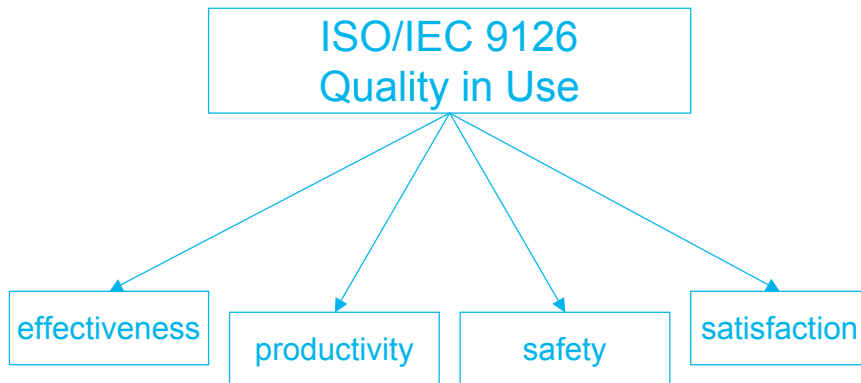 ISO/IEC 9126
Quality in Use
effectiveness
productivity
safety
satisfaction